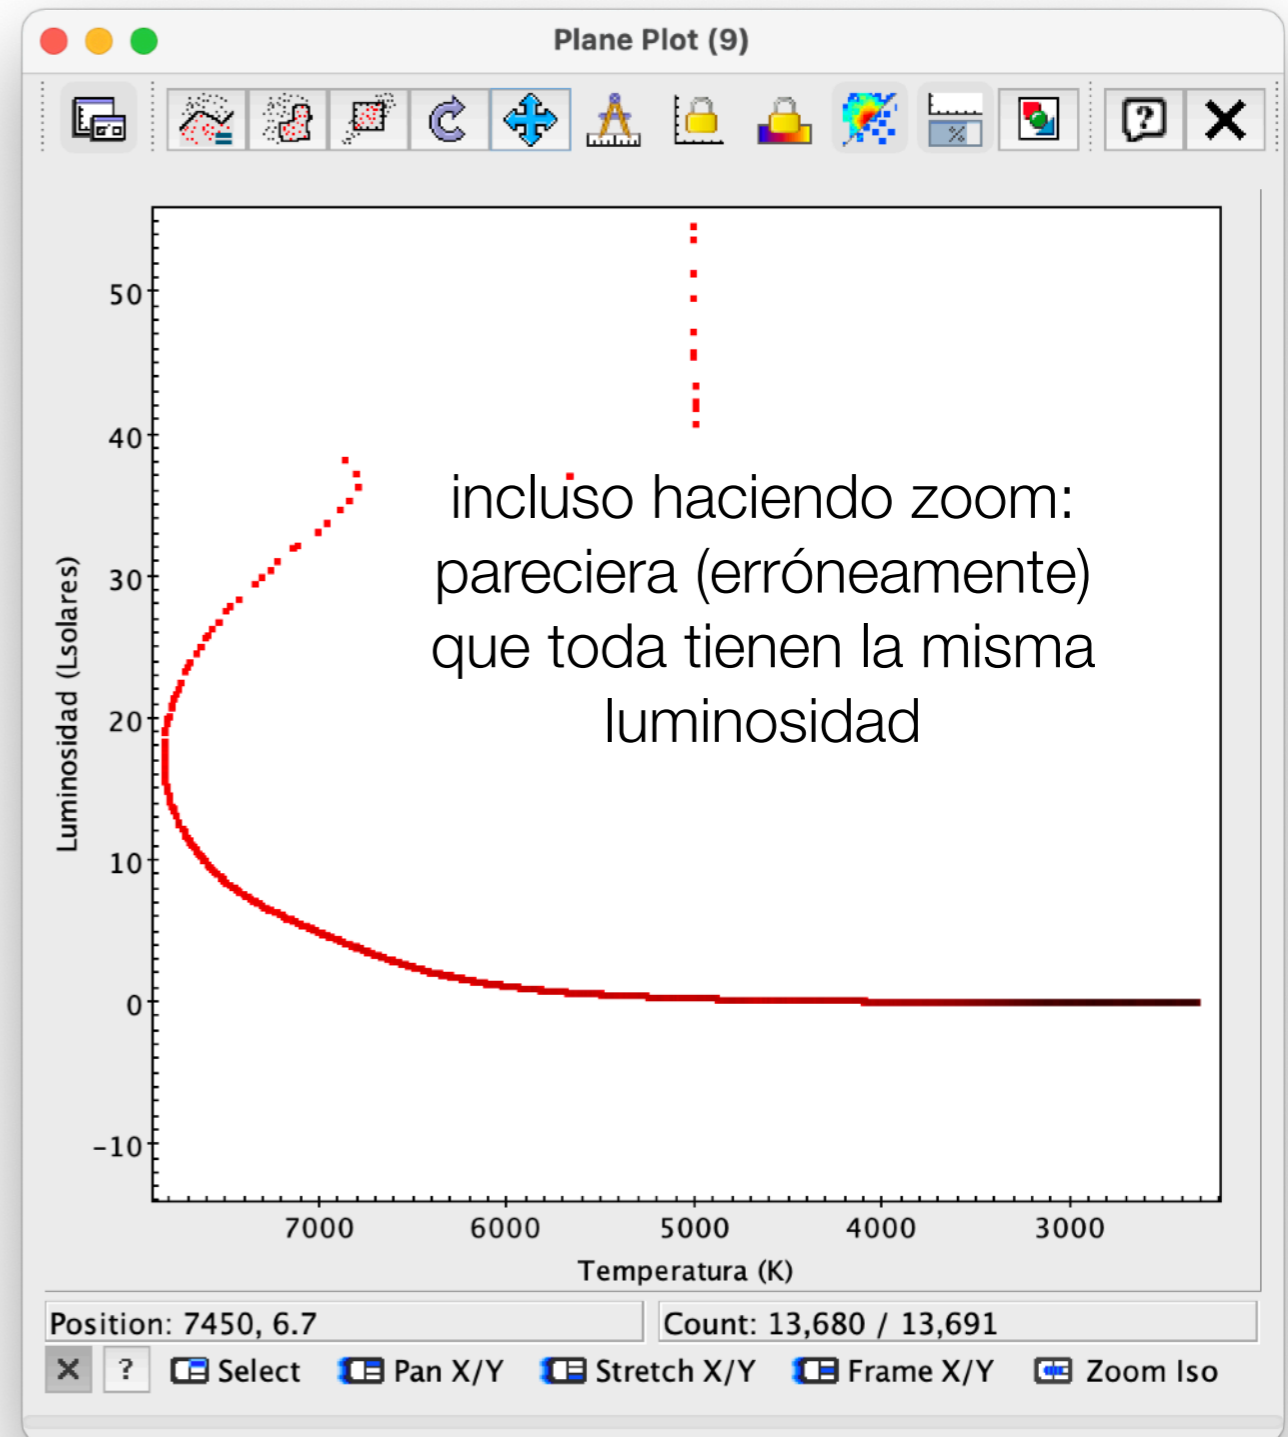 Plane Plot (9)
%
?
50
40
30
20
10
0
-10
Luminosidad (Lsolares)
incluso haciendo zoom:
pareciera (erróneamente)
que toda tienen la misma
luminosidad
7000 6000 5000 4000 3000
Temperatura (K)
Position: 7450, 6.7 Count: 13,680 / 13,691
? Select Pan X/Y Stretch X/Y Frame X/Y Zoom Iso